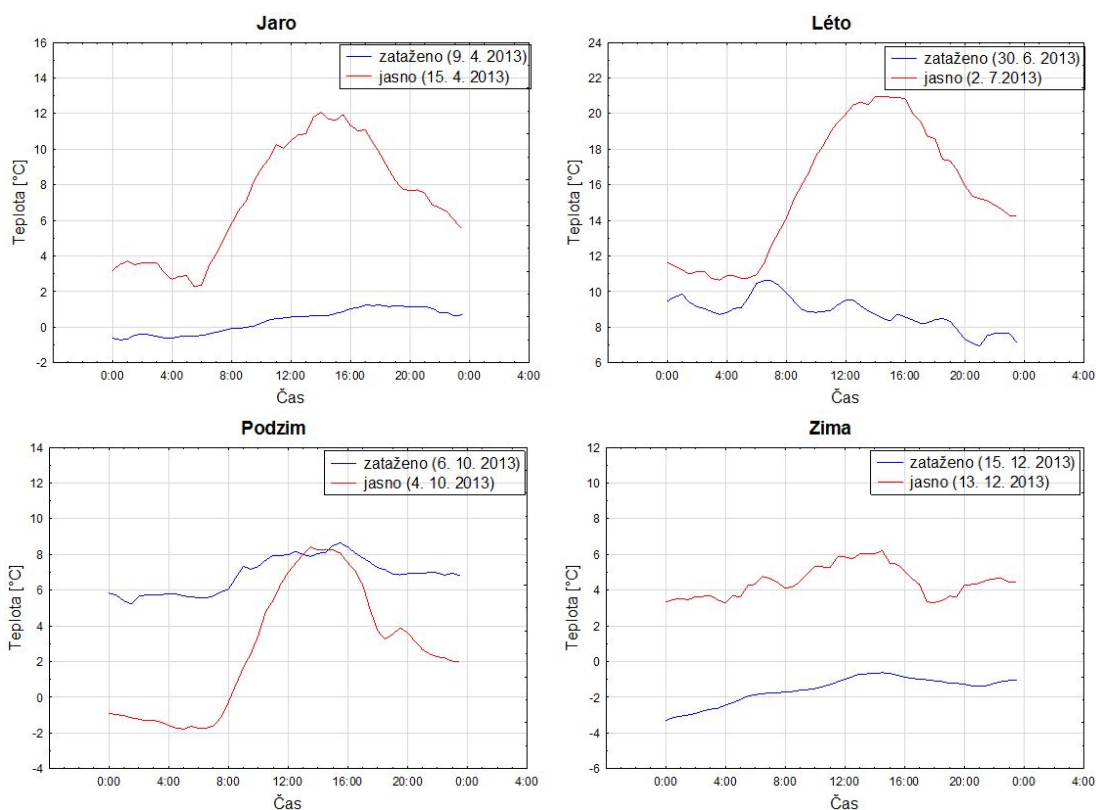 Jaro
zataženo (9. 4. 2013)
jasno (15. 4. 2013)
Teplota [°C]
16
14
12
10
8
6
4
2
0
-2
0:00 4:00 8:00 12:00 16:00 20:00 0:00 4:00
Čas
Léto
zataženo (30. 6. 2013)
jasno (2. 7.2013)
Teplota [°C]
24
22
20
18
16
14
12
10
8
6
0:00 4:00 8:00 12:00 16:00 20:00 0:00 4:00
Čas
Podzim
zataženo (6. 10. 2013)
jasno (4. 10. 2013)
Teplota [°C]
14
12
10
8
6
4
2
0
-2
-4
0:00 4:00 8:00 12:00 16:00 20:00 0:00 4:00
Čas
Zima
zataženo (15. 12. 2013)
jasno (13. 12. 2013)
Teplota [°C]
12
10
8
6
4
2
0
-2
-4
-6
0:00 4:00 8:00 12:00 16:00 20:00 0:00 4:00
Čas